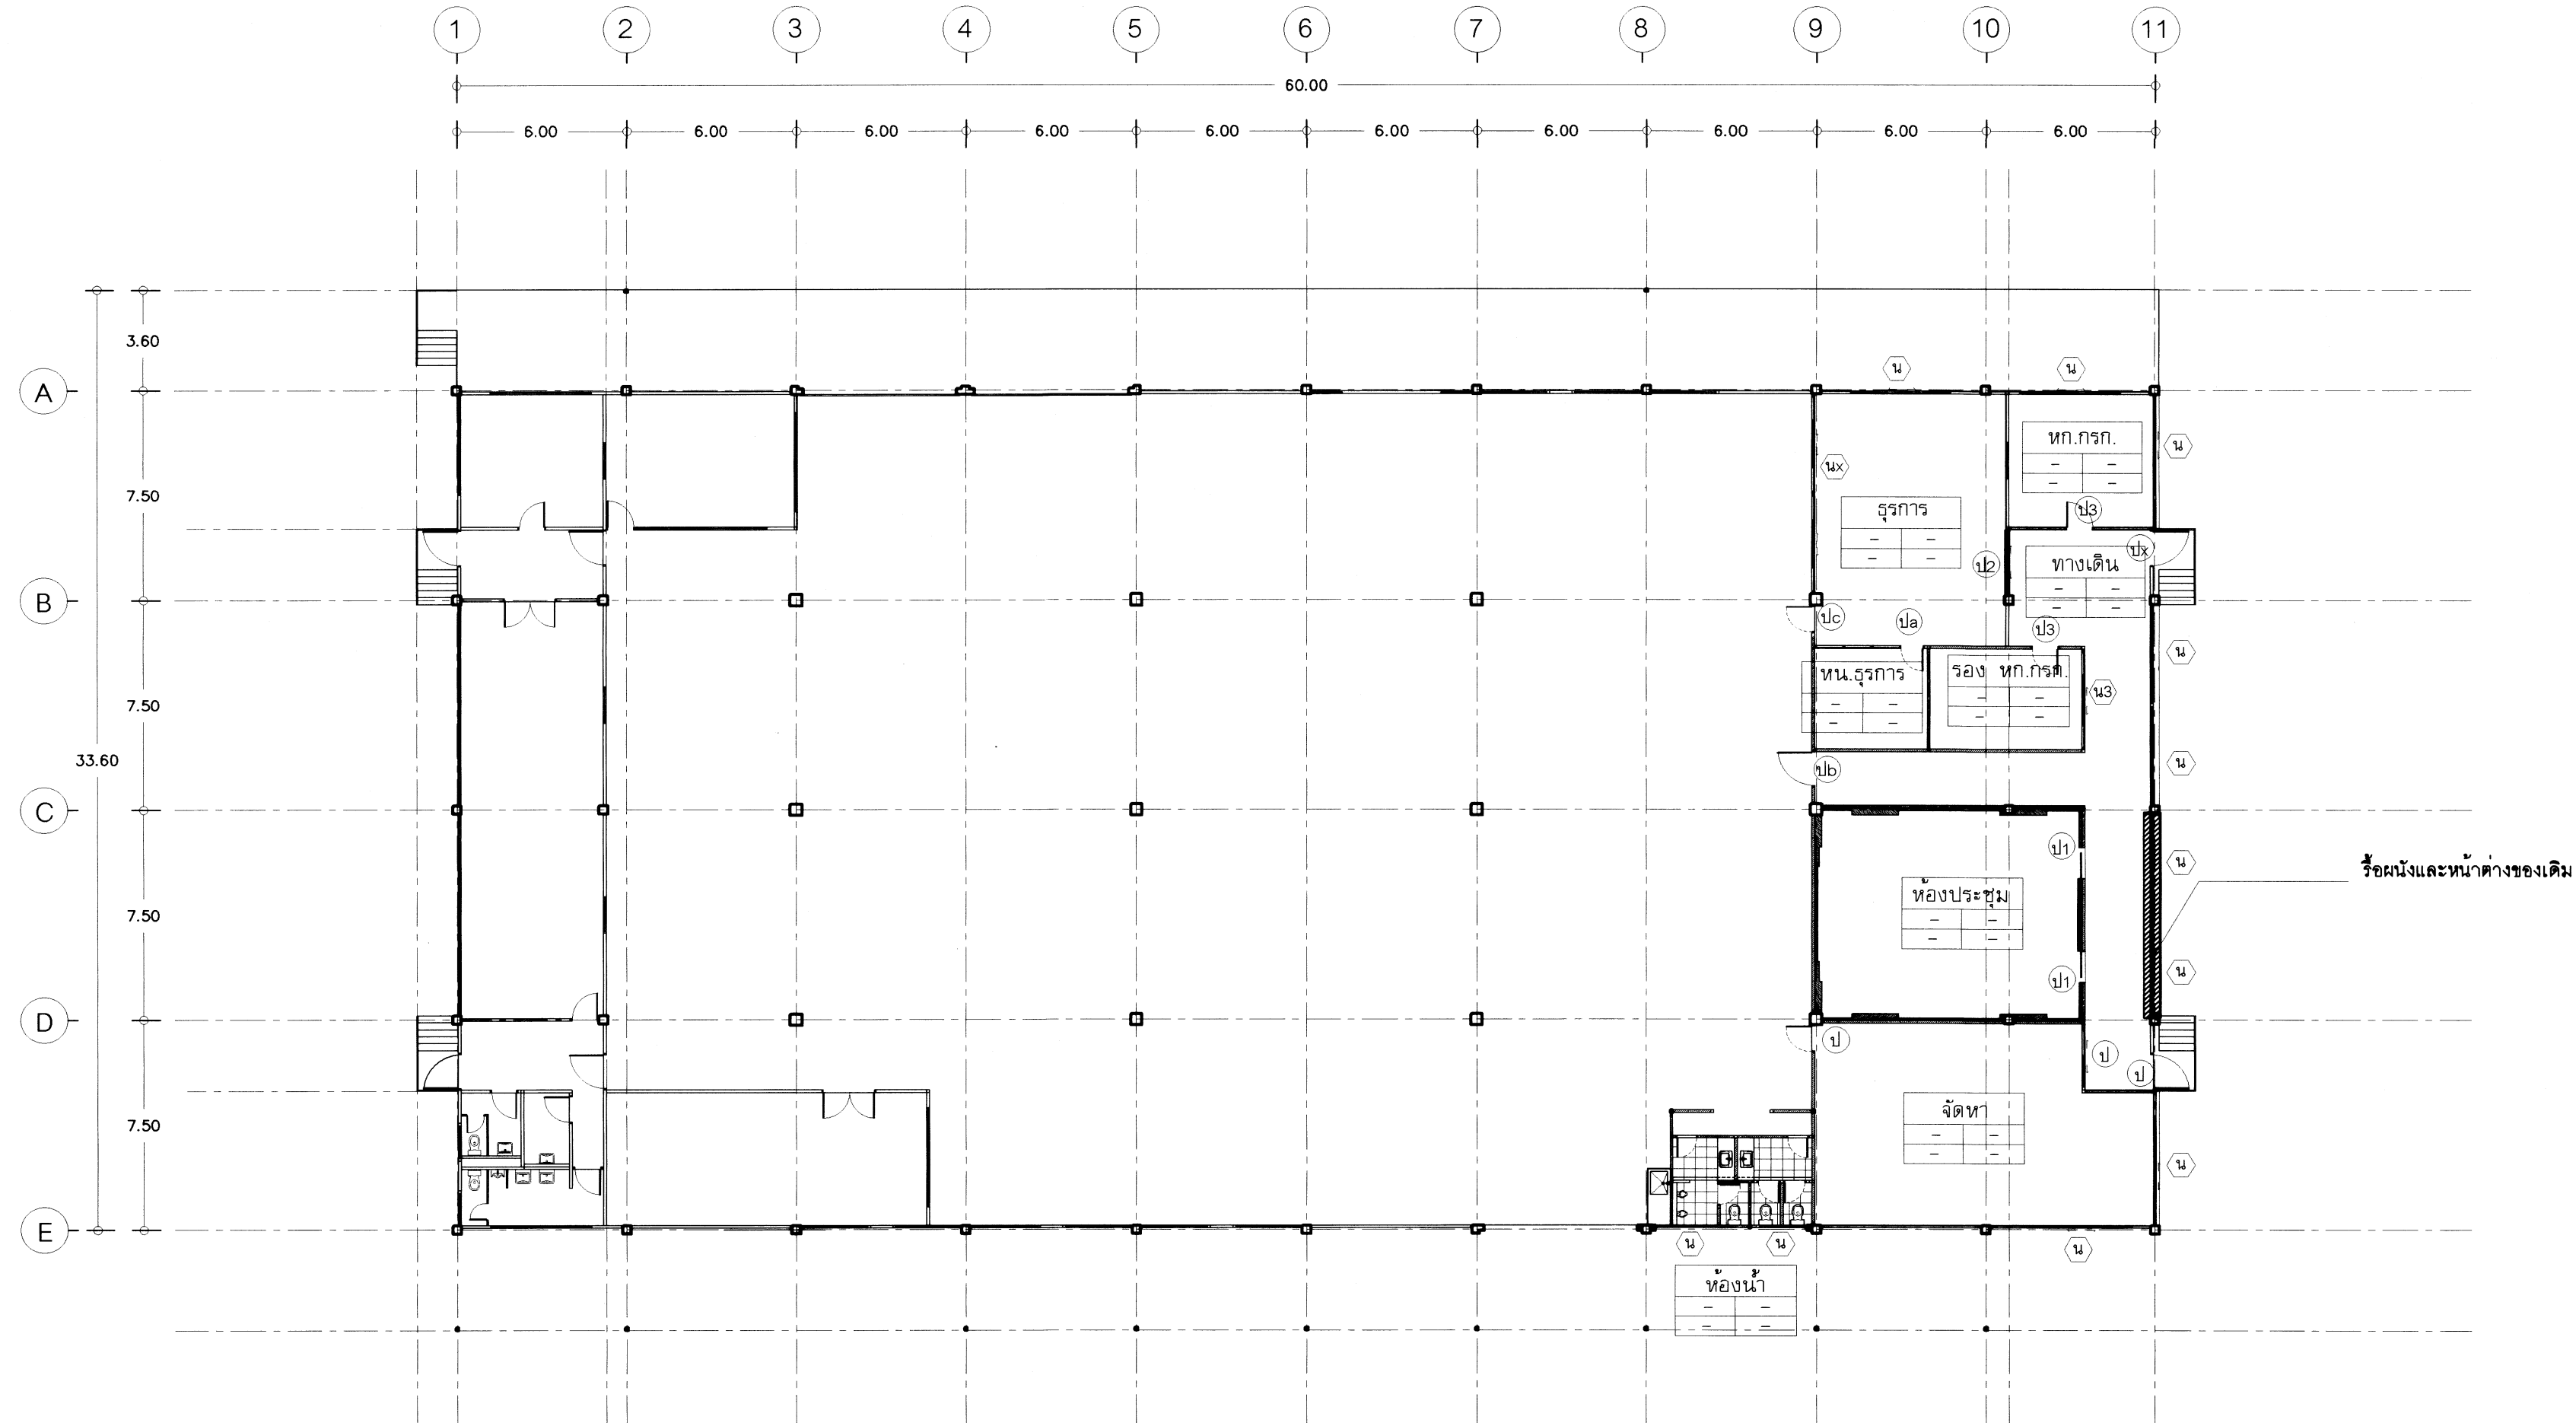 1 2 3 4 5 6 7 8 9 10 11
60.00
6.00 6.00 6.00 6.00 6.00 6.00 6.00 6.00 6.00 6.00
3.60
A
น น
หก.กรก.
- -
- -
น
นx
7.50
ธุรการ
- -
- -
ป3
ปx
ป2
ทางเดิน
- -
- -
B
ปc
ปa
ป3
น
หน.ธุรการ
- -
- -
รอง หก.กรก.
- -
- -
น3
7.50
33.60
ปb
น
C
ป1
น
รื้อผนังและหน้าต่างของเดิม
ห้องประชุม
- -
- -
7.50
ป1
น
D
ป
ป
ป
จัดหา
- -
- -
7.50
น
E
น น
น
ห้องน้ำ
- -
- -